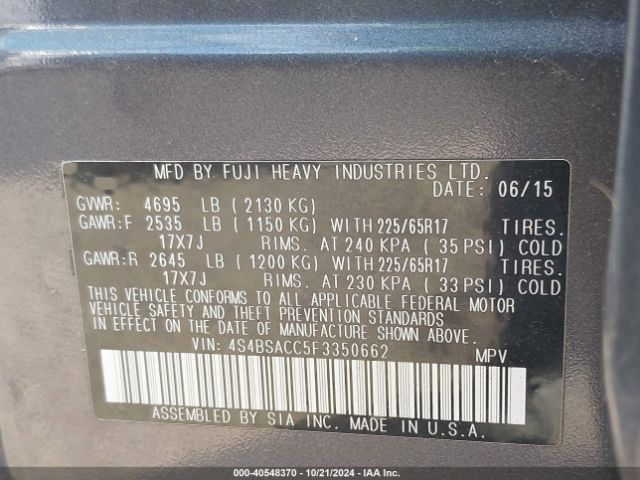 MFD BY FUJI HEAVY INDUSTRIES LTD.
DATE: 06/15
GVWR: 4695 LB ( 2130 KG)
GAWR:F 2535 LB ( 1150 KG) WITH 225/65R17 TIRES.
17X7J RIMS. AT 240 KPA ( 35 PSI) COLD
GAWR:R 2645 LB ( 1200 KG) WITH 225/65R17 TIRES.
17X7J RIMS. AT 230 KPA ( 33 PSI) COLD
THIS VEHICLE CONFORMS TO ALL APPLICABLE FEDERAL MOTOR
VEHICLE SAFETY AND THEFT PREVENTION STANDARDS
IN EFFECT ON THE DATE OF MANUFACTURE SHOWN ABOVE.
VIN: 4S4BSACC5F3350662 MPV
ASSEMBLED BY SIA INC. MADE IN U.S.A.
000-40548370 - 10/21/2024 - IAA Inc.